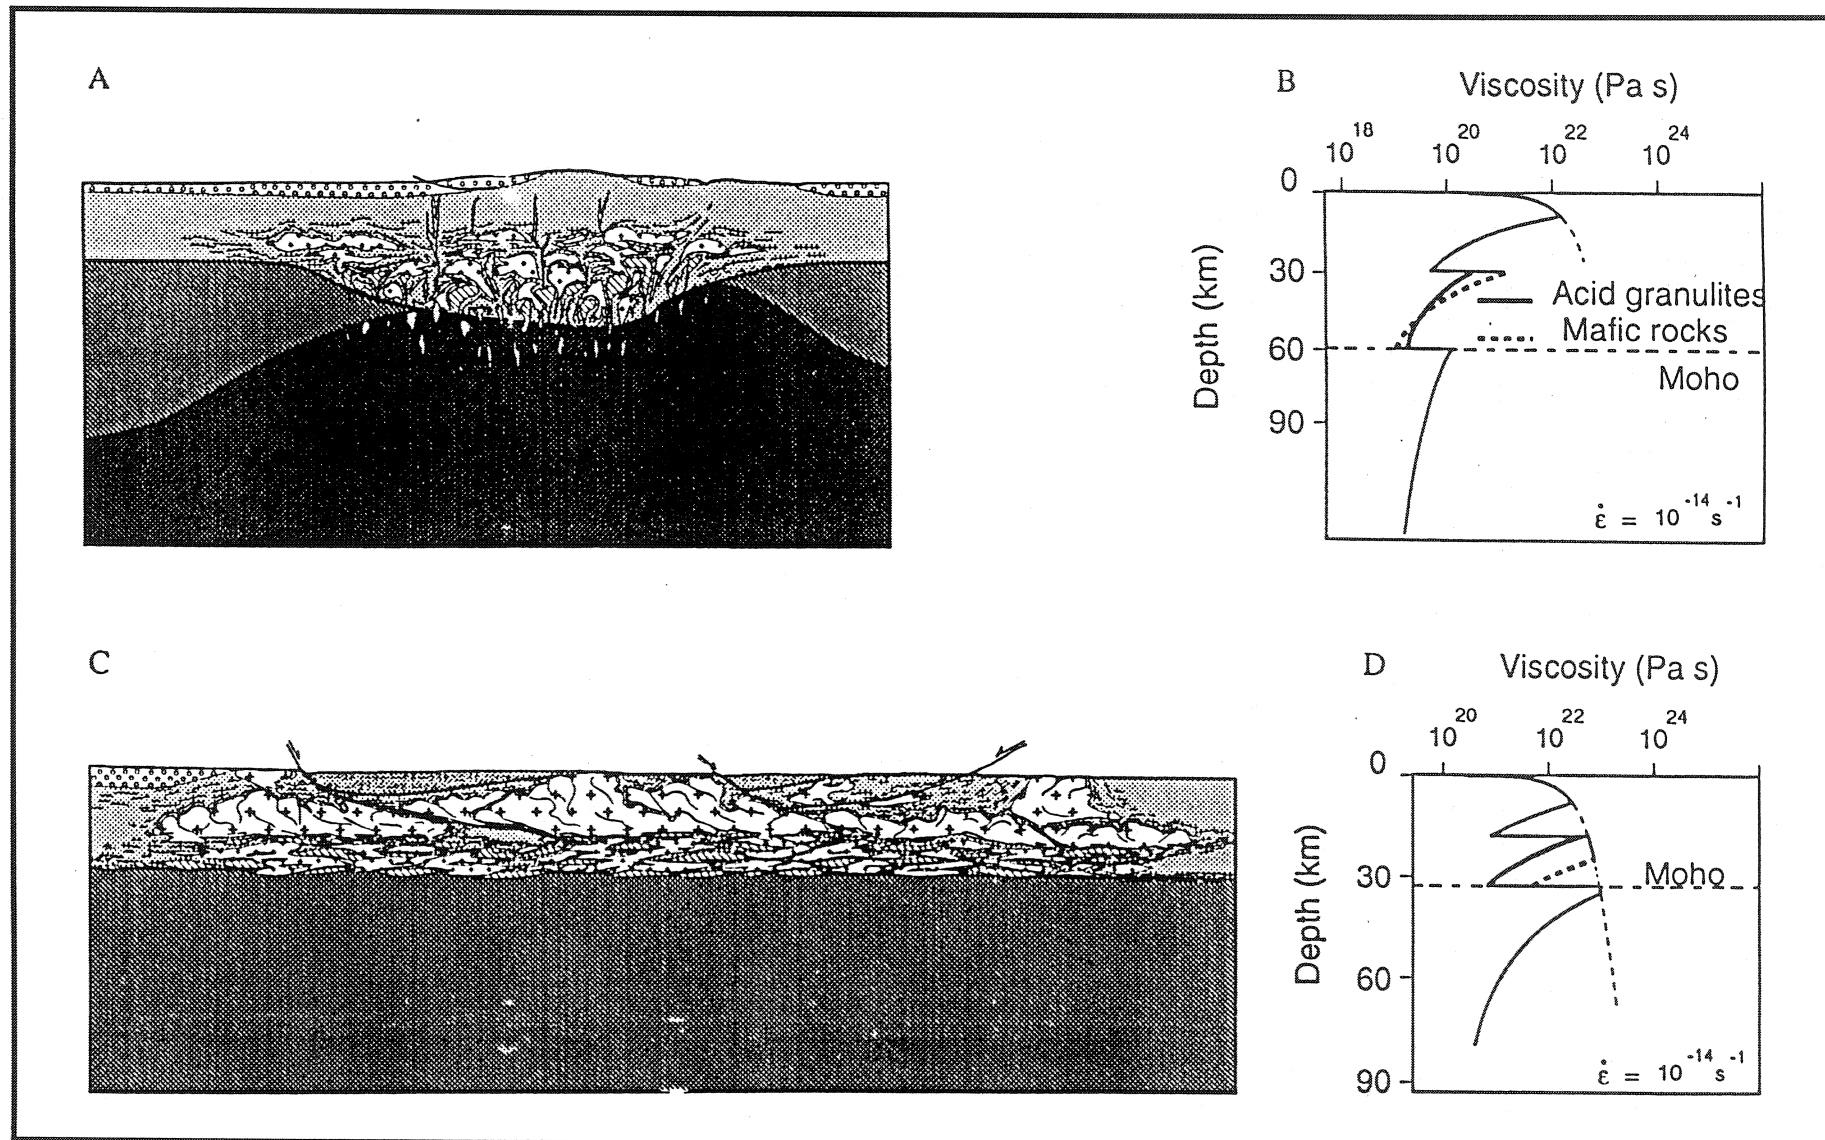 A
B
Viscosity (Pa s)
10^18 10^20 10^22 10^24
0
30
60
90
Depth (km)
Acid granulites
Mafic rocks
Moho
ε̇ = 10^-14 s^-1
C
D
Viscosity (Pa s)
10^20 10^22 10^24
0
30
60
90
Depth (km)
Moho
ε̇ = 10^-14 s^-1